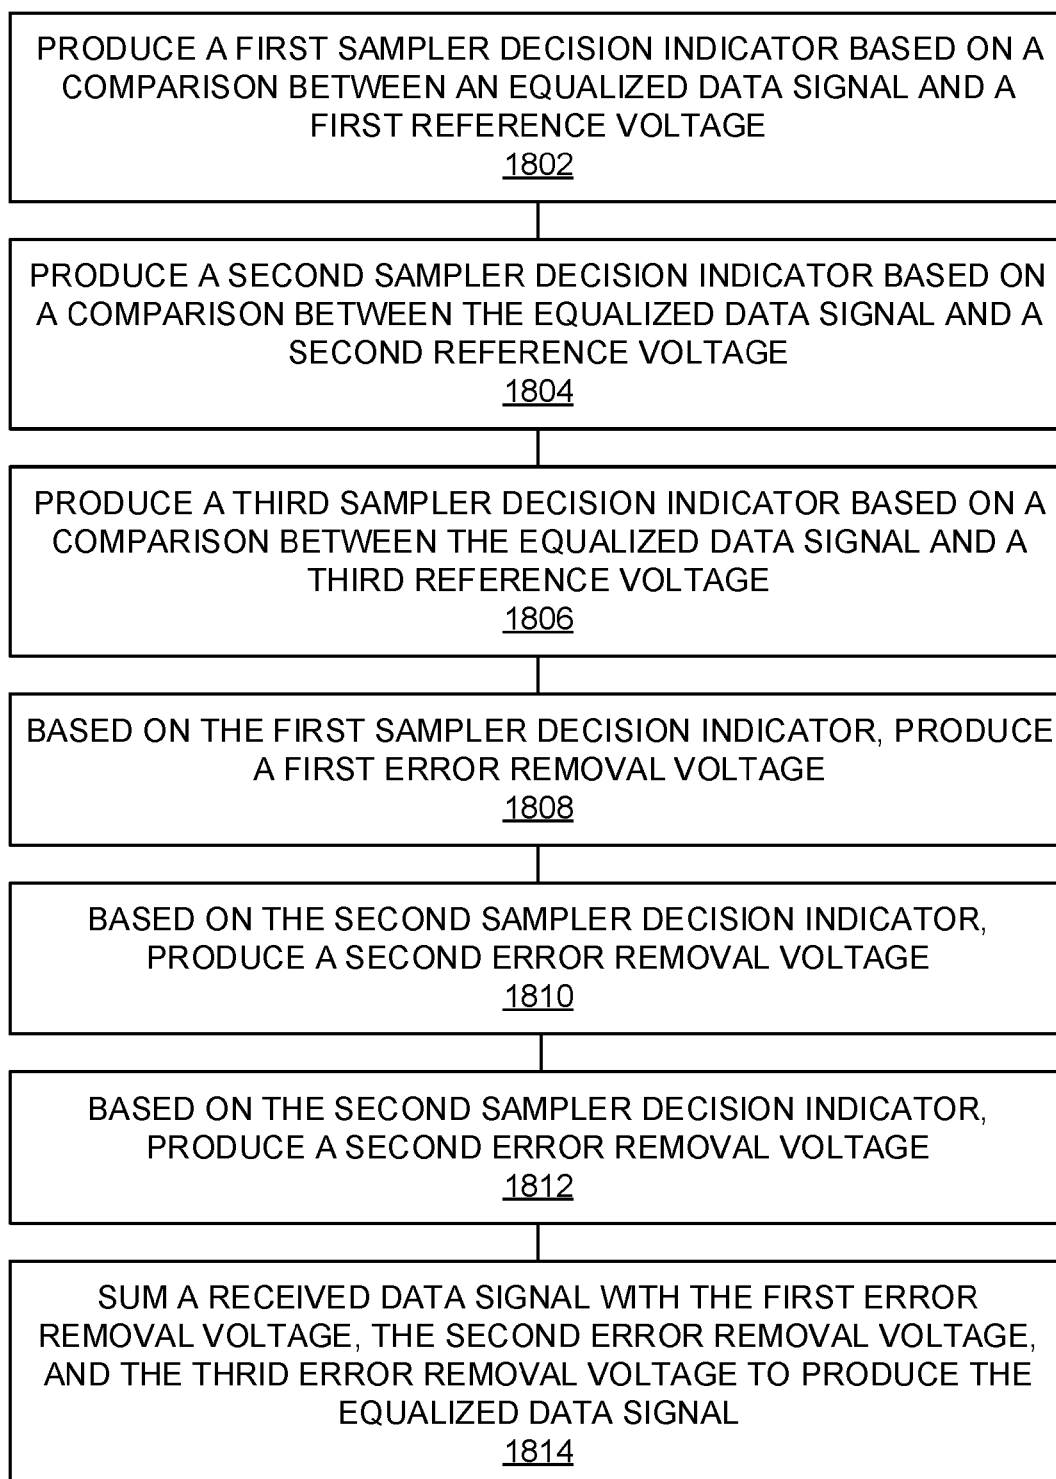 PRODUCE A FIRST SAMPLER DECISION INDICATOR BASED ON A
COMPARISON BETWEEN AN EQUALIZED DATA SIGNAL AND A
FIRST REFERENCE VOLTAGE
1802
PRODUCE A SECOND SAMPLER DECISION INDICATOR BASED ON
A COMPARISON BETWEEN THE EQUALIZED DATA SIGNAL AND A
SECOND REFERENCE VOLTAGE
1804
PRODUCE A THIRD SAMPLER DECISION INDICATOR BASED ON A
COMPARISON BETWEEN THE EQUALIZED DATA SIGNAL AND A
THIRD REFERENCE VOLTAGE
1806
BASED ON THE FIRST SAMPLER DECISION INDICATOR, PRODUCE
A FIRST ERROR REMOVAL VOLTAGE
1808
BASED ON THE SECOND SAMPLER DECISION INDICATOR,
PRODUCE A SECOND ERROR REMOVAL VOLTAGE
1810
BASED ON THE SECOND SAMPLER DECISION INDICATOR,
PRODUCE A SECOND ERROR REMOVAL VOLTAGE
1812
SUM A RECEIVED DATA SIGNAL WITH THE FIRST ERROR
REMOVAL VOLTAGE, THE SECOND ERROR REMOVAL VOLTAGE,
AND THE THRID ERROR REMOVAL VOLTAGE TO PRODUCE THE
EQUALIZED DATA SIGNAL
1814